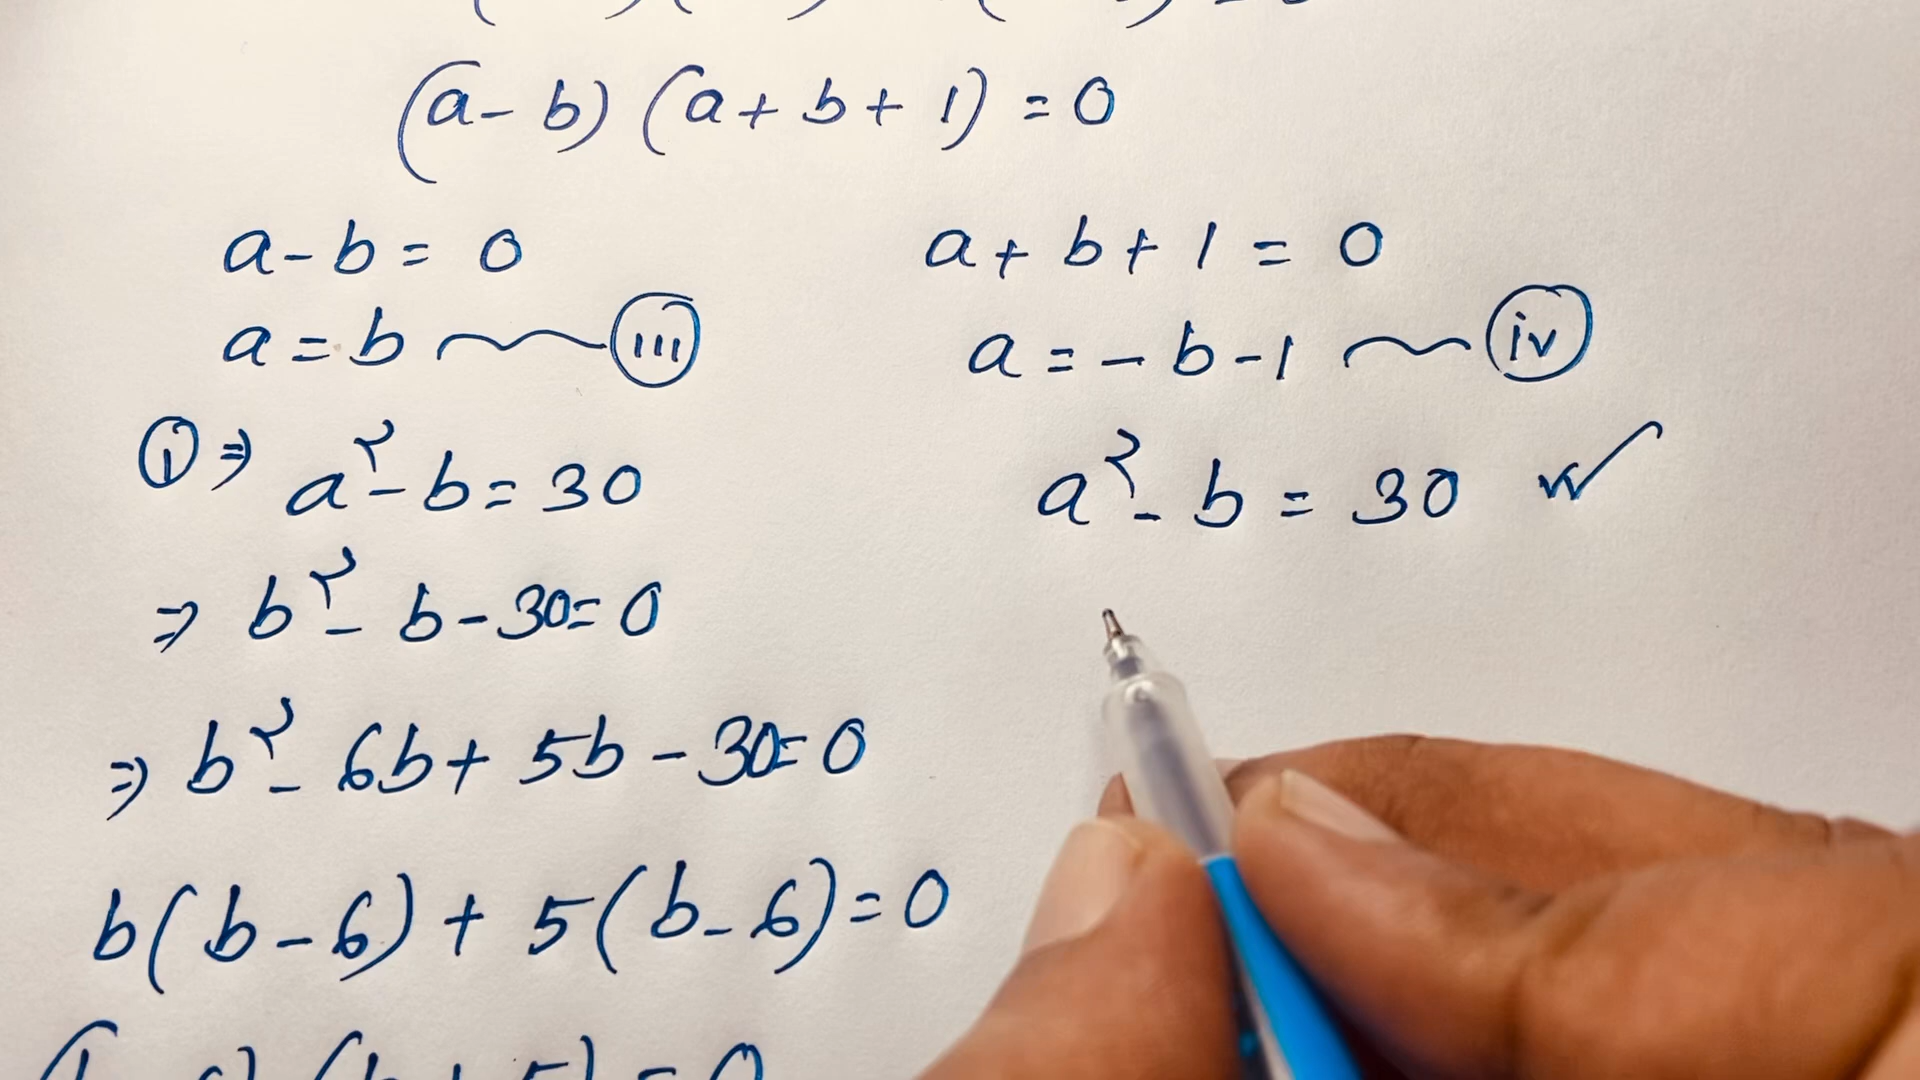 (a-b) (a+b+1) = 0
a-b = 0
a = b (iii)
a+b+1 = 0
a = -b-1 (iv)
(i) ⇒ a²-b = 30
a²-b = 30
⇒ b²-b-30=0
⇒ b²-6b+5b-30=0
b(b-6)+5(b-6)=0